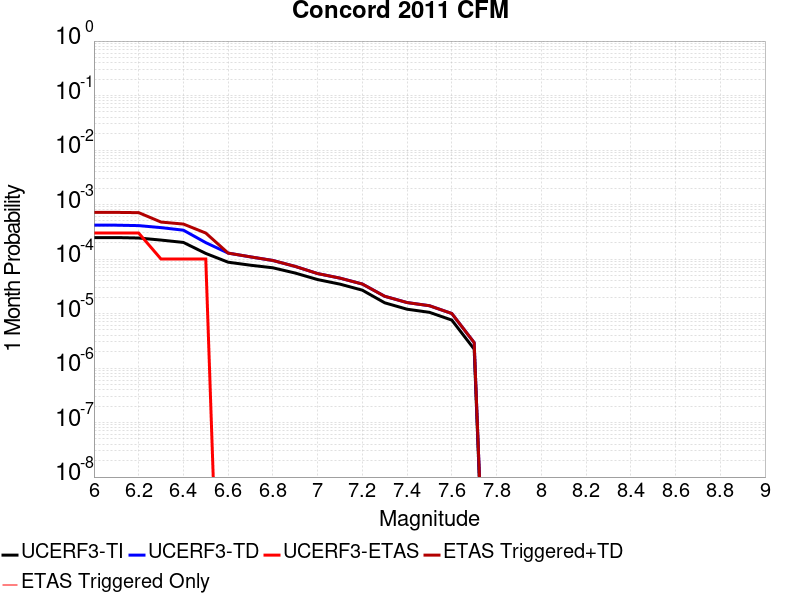 Concord 2011 CFM
10^0
10^-1
10^-2
10^-3
10^-4
10^-5
10^-6
10^-7
10^-8
1 Month Probability
6 6.2 6.4 6.6 6.8 7 7.2 7.4 7.6 7.8 8 8.2 8.4 8.6 8.8 9
Magnitude
UCERF3-TI UCERF3-TD UCERF3-ETAS ETAS Triggered+TD
ETAS Triggered Only